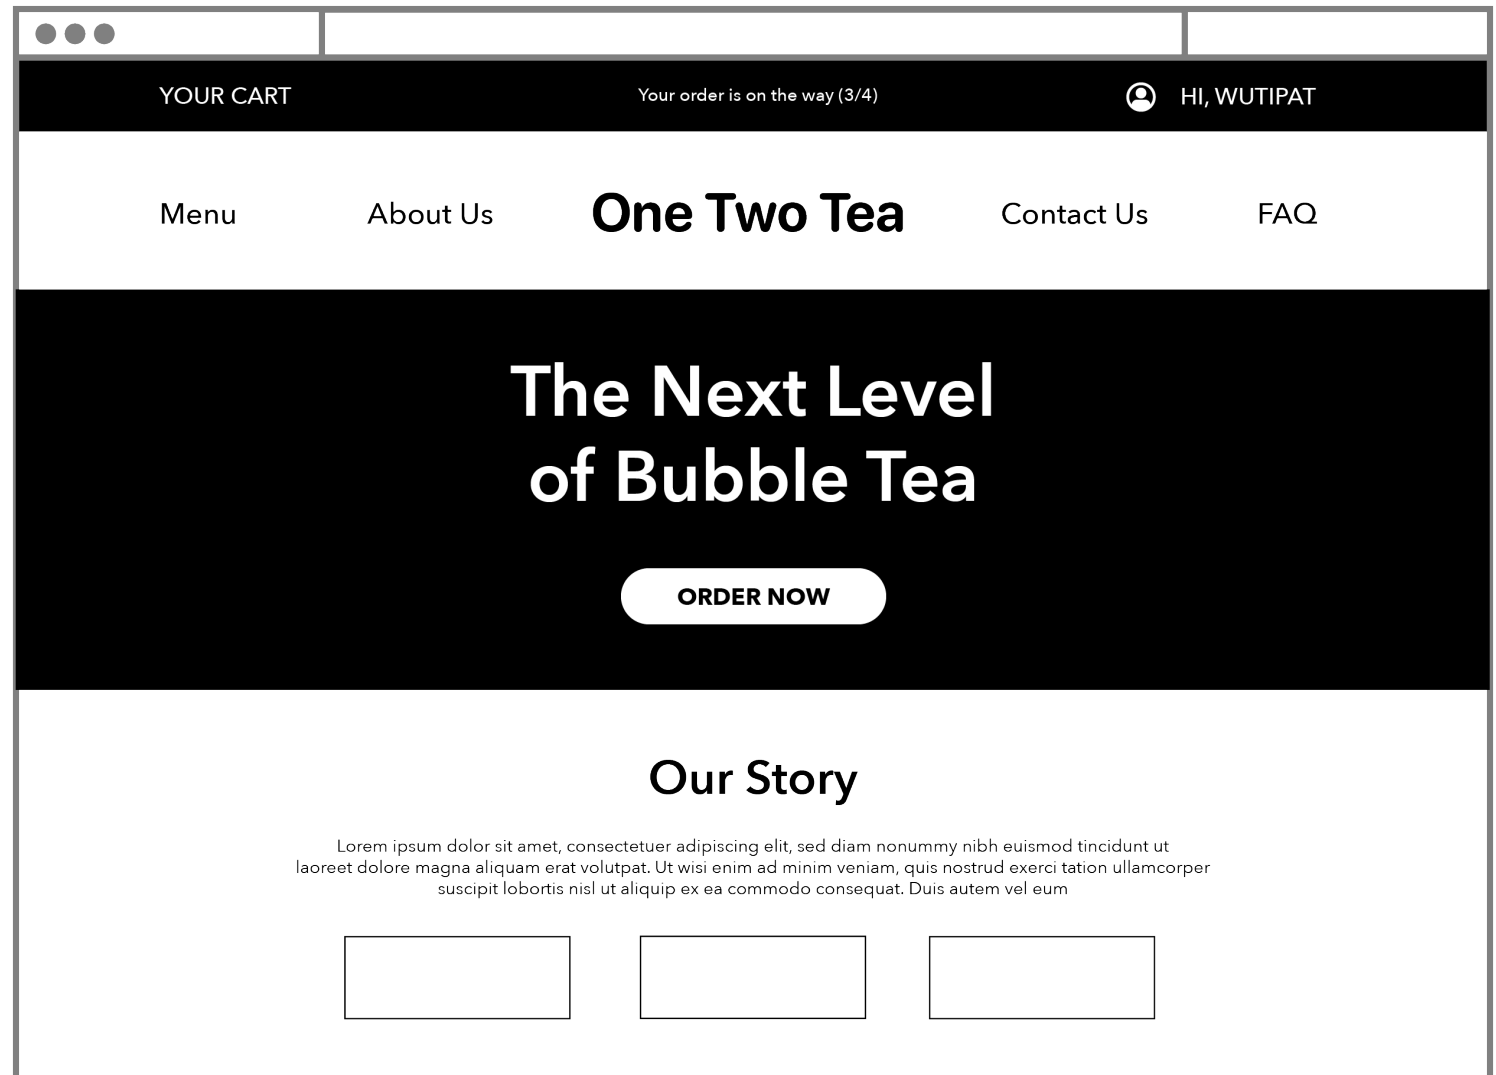 YOUR CART
Your order is on the way (3/4)
HI, WUTIPAT
Menu
About Us
One Two Tea
Contact Us
FAQ
The Next Level
of Bubble Tea
ORDER NOW
Our Story
Lorem ipsum dolor sit amet, consectetuer adipiscing elit, sed diam nonummy nibh euismod tincidunt ut
laoreet dolore magna aliquam erat volutpat. Ut wisi enim ad minim veniam, quis nostrud exerci tation ullamcorper
suscipit lobortis nisl ut aliquip ex ea commodo consequat. Duis autem vel eum